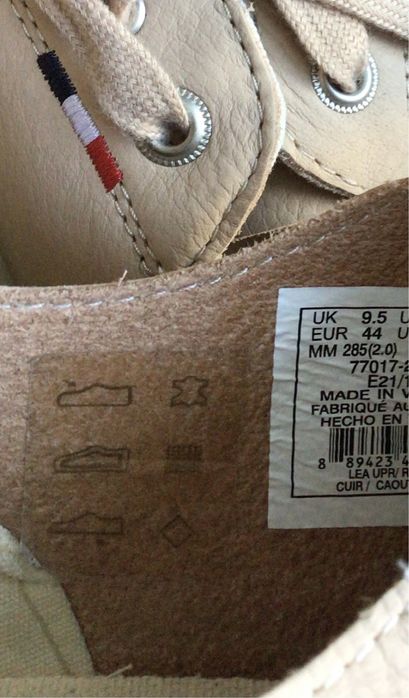 UK 9.5 U
EUR 44 U
MM 285(2.0)
77017-
E21/1
MADE IN V
FABRIQUÉ AU
HECHO EN
8 89423 4
LEA UPR/ R
CUIR / CAOU